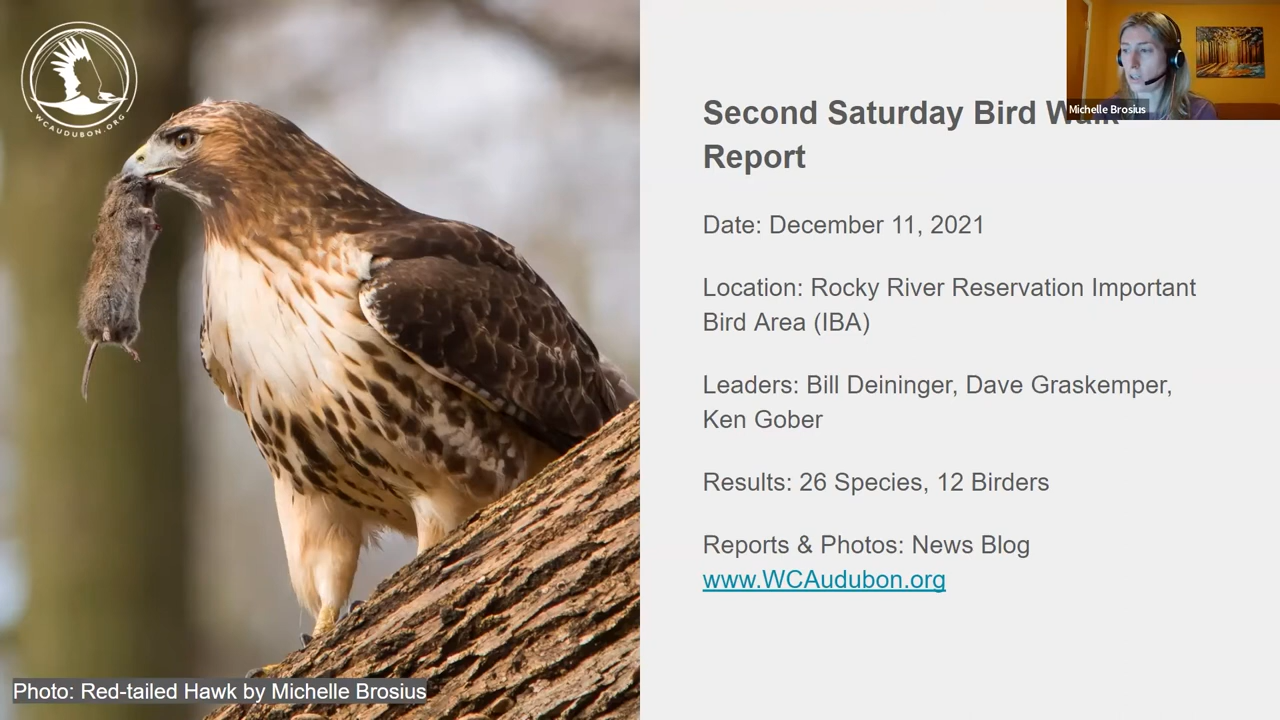 WCAUDUBON.ORG
Michelle Brosius
Second Saturday Bird Walk
Report
Date: December 11, 2021
Location: Rocky River Reservation Important
Bird Area (IBA)
Leaders: Bill Deininger, Dave Graskemper,
Ken Gober
Results: 26 Species, 12 Birders
Reports & Photos: News Blog
www.WCAudubon.org
Photo: Red-tailed Hawk by Michelle Brosius